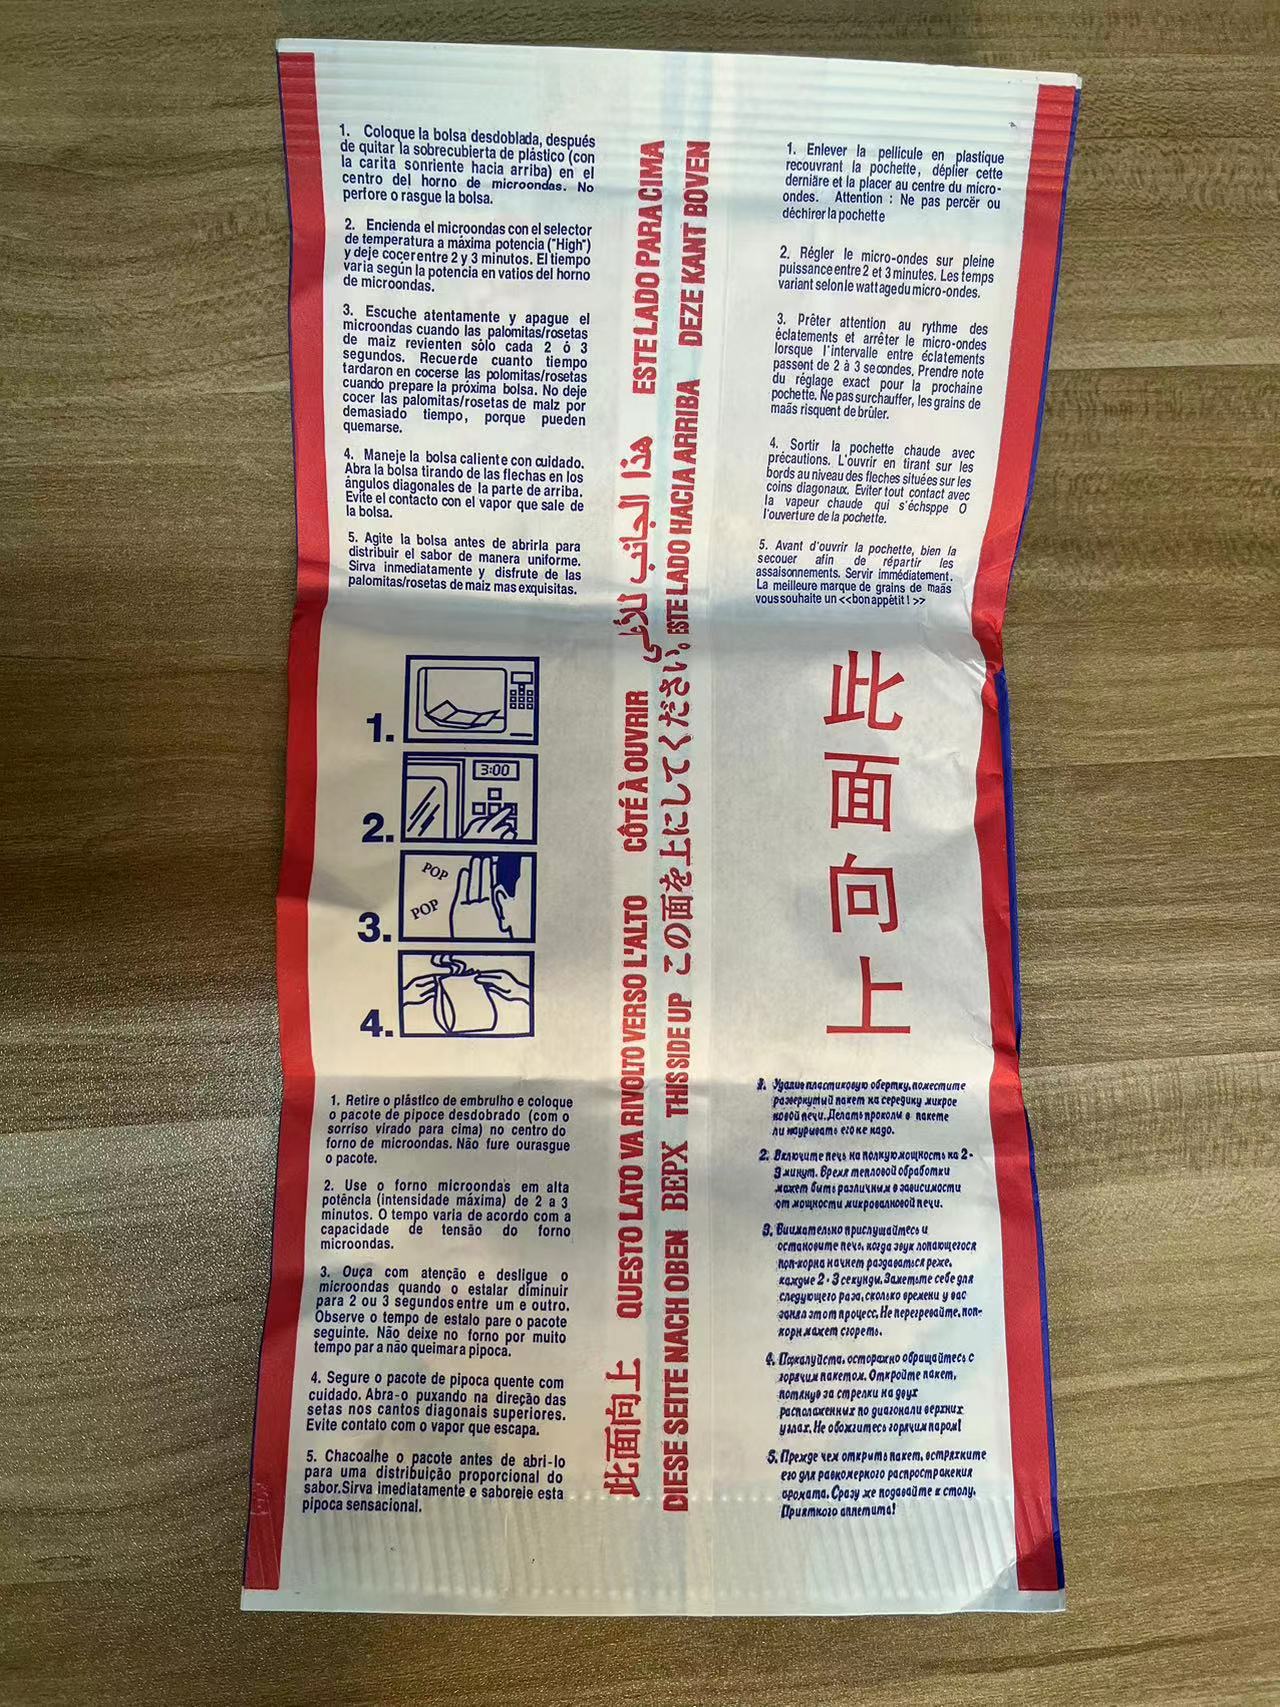 1. Coloque la bolsa desdoblada, después
de quitar la sobrecubierta de plástico (con
la carita sonriente hacia arriba) en el
centro del horno de microondas. No
perfore o rasgue la bolsa.
2. Encienda el microondas con el selector
de temperatura a máxima potencia ("High")
y deje cocer entre 2 y 3 minutos. El tiempo
varia según la potencia en vatios del horno
de microondas.
3. Escuche atentamente y apague el
microondas cuando las palomitas/rosetas
de maiz revienten sólo cada 2 ó 3
segundos. Recuerde cuanto tiempo
tardaron en cocerse las polomitas/rosetas
cuando prepare la próxima bolsa. No deje
cocer las palomitas/rosetas de malz por
demasiado tiempo, porque pueden
quemarse.
4. Maneje la bolsa caliente con cuidado.
Abra la bolsa tirando de las flechas en los
ángulos diagonales de la parte de arriba.
Evite el contacto con el vapor que sale de
la bolsa.
5. Agite la bolsa antes de abrirla para
distribuir el sabor de manera uniforme.
Sirva inmediatamente y disfrute de las
palomitas/rosetas de maiz mas exquisitas.
1.
2.
3:00
3.
POP
POP
4.
1. Retire o plástico de embrulho e coloque
o pacote de pipoce desdobrado (com o
sorriso virado para cima) no centro do
forno de microondas. Não fure ourasgue
o pacote.
2. Use o forno microondas em alta
potência (intensidade máxima) de 2 a 3
minutos. O tempo varia de acordo com a
capacidade de tensão do forno
microondas.
3. Ouça com atenção e desligue o
microondas quando o estalar diminuir
para 2 ou 3 segundos entre um e outro.
Observe o tempo de estalo pare o pacote
seguinte. Não deixe no forno por muito
tempo par a não queimar a pipoca.
4. Segure o pacote de pipoca quente com
cuidado. Abra-o puxando na direção das
setas nos cantos diagonais superiores.
Evite contato com o vapor que escapa.
5. Chacoalhe o pacote antes de abri-lo
para uma distribuição proporcional do
sabor.Sirva imediatamente e saboreie esta
pipoca sensacional.
此面向上 QUESTO LATO VA RIVOLTO VERSO L'ALTO CÔTÉ À OUVRIR هذا الجانب للأعلى ESTE LADO PARA CIMA
DIESE SEITE NACH OBEN ВЕРХ THIS SIDE UP この面を上にしてください。 ESTE LADO HACIA ARRIBA DEZE KANT BOVEN
1. Enlever la pellicule en plastique
recouvrant la pochette, déplier cette
derniäre et la placer au centre du micro-
ondes. Attention : Ne pas percër ou
déchirer la pochette
2. Régler le micro-ondes sur pleine
puissance entre 2 et 3 minutes. Les temps
variant selon le wattage du micro-ondes.
3. Prêter attention au rythme des
éclatements et arrêter le micro-ondes
lorsque l'intervalle entre éclatements
passent de 2 à 3 secondes. Prendre note
du réglage exact pour la prochaine
pochette. Ne pas surchauffer, les grains de
maãs risquent de brûler.
4. Sortir la pochette chaude avec
précautions. L'ouvrir en tirant sur les
bords au niveau des fleches situées sur les
coins diagonaux. Eviter tout contact avec
la vapeur chaude qui s'échsppe O
l'ouverture de la pochette.
5. Avant d'ouvrir la pochette, bien la
secouer afin de répartir les
assaisonnements. Servir immédiatement.
La meilleure marque de grains de maãs
vous souhaite un <<bon appétit ! >>
此
面
向
上
1. пластиковую обертку, поместите
развернутый пакет на середину микрое
новой печи. Делать проколы в пакете
его не надо.
2. Включите печь на полную мощность на 2-
3 минут. Время тепловой обработки
может быть различным в зависимости
от мощности микровалновой печи.
3. прислущайтесь и
остановите печь, когда звук лопающегося
поп-корна начнет раздаваться реже,
каждые 2 - 3 секунды. Заметьте себе для
следующего раза, сколько времени у вас
занял этот процесс. Не перегревайте, поп-
корн может сгореть.
4. Пожалуйста, осторожно обращайтесь с
горячим пакетом. Откройте пакет,
потянув за стрелки на двух
расположенных по диагонали верхних
углах. Не обожгитесь горячим паром!
5. Прежде чем открыть пакет, встряхните
его для равномерного распространения
аромата. Сразу же подавайте к столу.
Приятного аппетита!